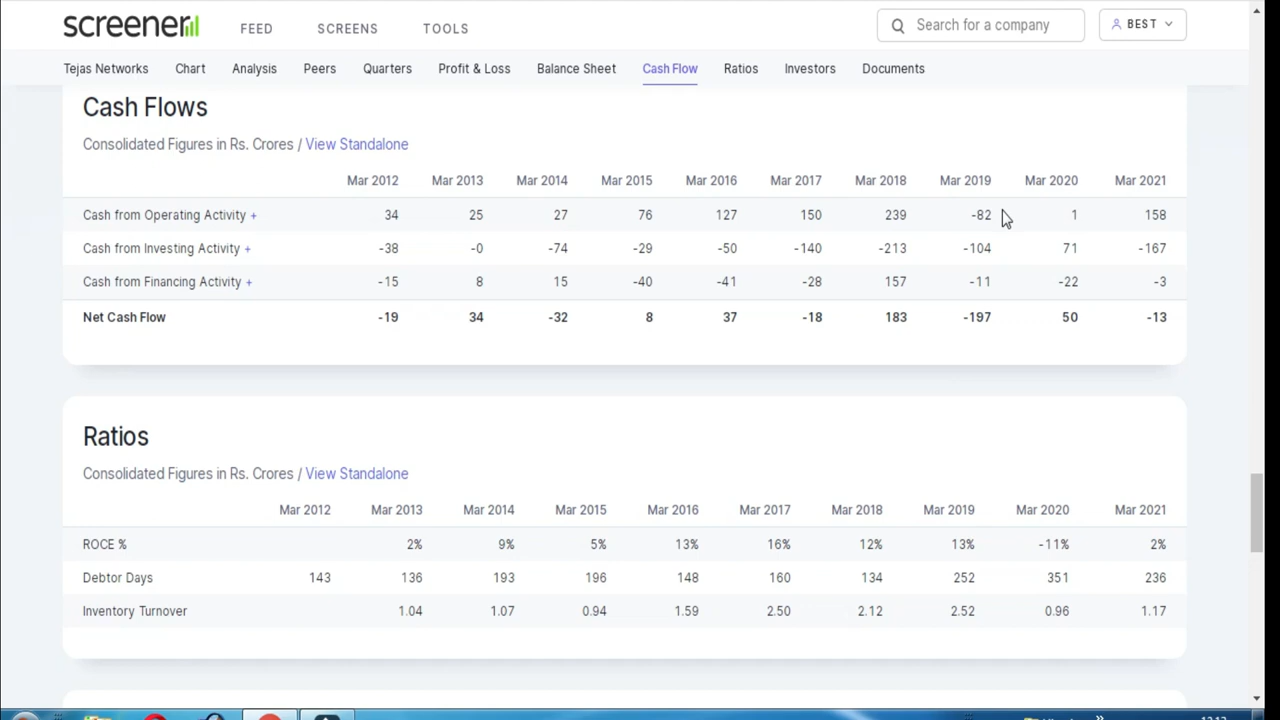 screener
FEED SCREENS TOOLS
Search for a company
BEST
Tejas Networks Chart Analysis Peers Quarters Profit & Loss Balance Sheet Cash Flow Ratios Investors Documents
Cash Flows
Consolidated Figures in Rs. Crores / View Standalone
Mar 2012 Mar 2013 Mar 2014 Mar 2015 Mar 2016 Mar 2017 Mar 2018 Mar 2019 Mar 2020 Mar 2021
Cash from Operating Activity + 34 25 27 76 127 150 239 -82 1 158
Cash from Investing Activity + -38 -0 -74 -29 -50 -140 -213 -104 71 -167
Cash from Financing Activity + -15 8 15 -40 -41 -28 157 -11 -22 -3
Net Cash Flow -19 34 -32 8 37 -18 183 -197 50 -13
Ratios
Consolidated Figures in Rs. Crores / View Standalone
Mar 2012 Mar 2013 Mar 2014 Mar 2015 Mar 2016 Mar 2017 Mar 2018 Mar 2019 Mar 2020 Mar 2021
ROCE % 2% 9% 5% 13% 16% 12% 13% -11% 2%
Debtor Days 143 136 193 196 148 160 134 252 351 236
Inventory Turnover 1.04 1.07 0.94 1.59 2.50 2.12 2.52 0.96 1.17